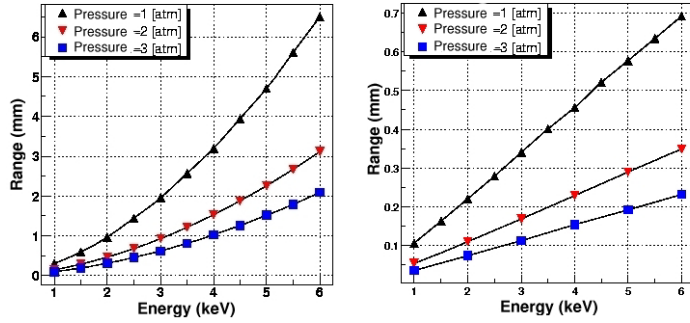 Pressure =1 [atm]
Pressure =2 [atm]
Pressure =3 [atm]
Range (mm)
6
5
4
3
2
1
0
1 2 3 4 5 6
Energy (keV)
Pressure =1 [atm]
Pressure =2 [atm]
Pressure =3 [atm]
Range (mm)
0.7
0.6
0.5
0.4
0.3
0.2
0.1
1 2 3 4 5 6
Energy (keV)